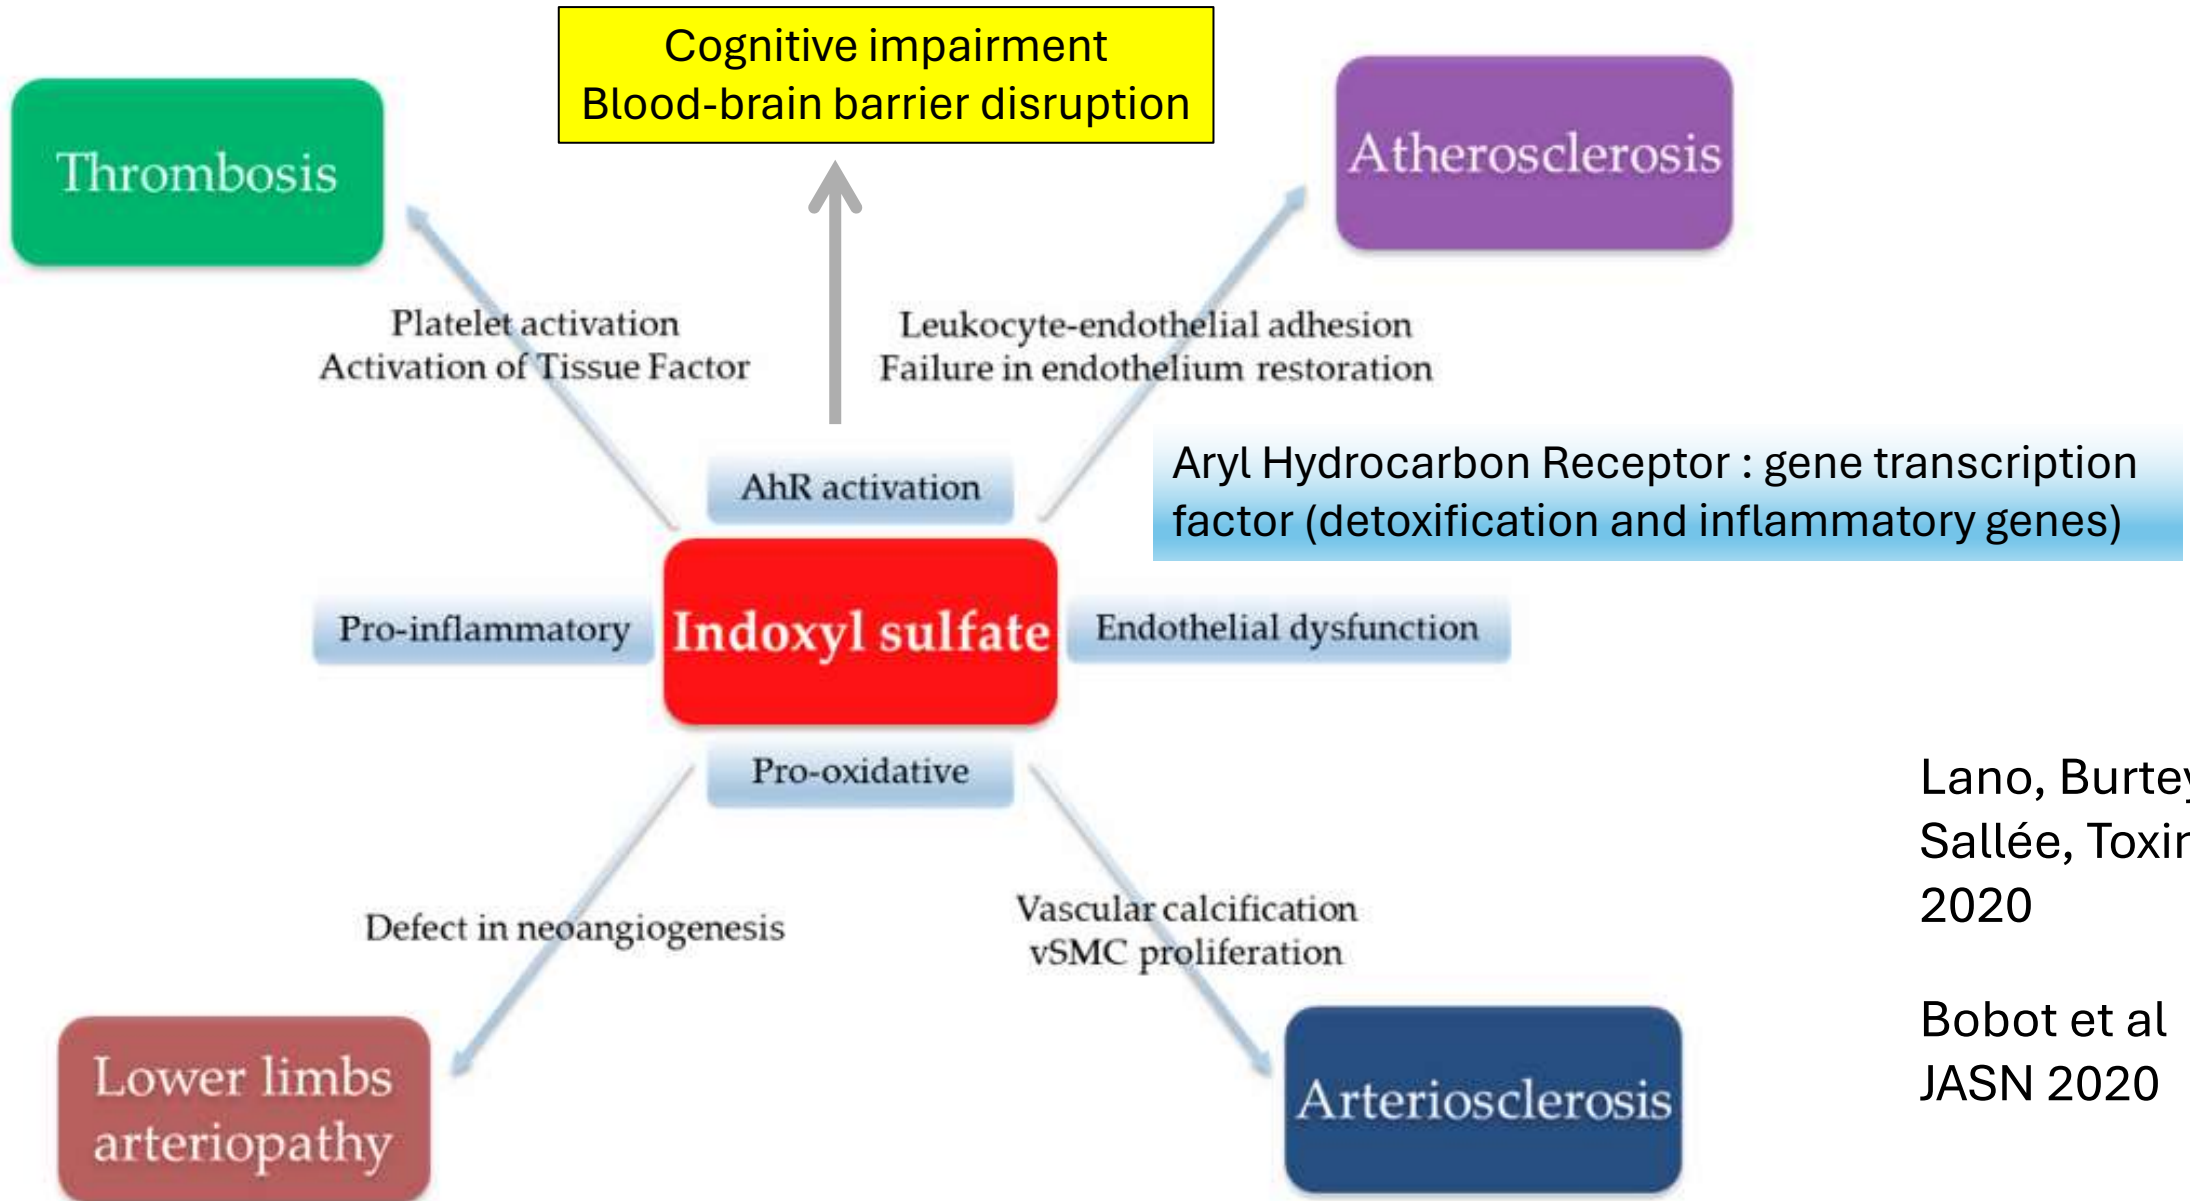 Cognitive impairment
Blood-brain barrier disruption
Thrombosis
Atherosclerosis
Platelet activation
Activation of Tissue Factor
Leukocyte-endothelial adhesion
Failure in endothelium restoration
AhR activation
Aryl Hydrocarbon Receptor : gene transcription
factor (detoxification and inflammatory genes)
Pro-inflammatory
Indoxyl sulfate
Endothelial dysfunction
Pro-oxidative
Defect in neoangiogenesis
Vascular calcification
vSMC proliferation
Lower limbs
arteriopathy
Arteriosclerosis
Lano, Burtey
Sallée,
2020
Bobot et al
JASN 2020